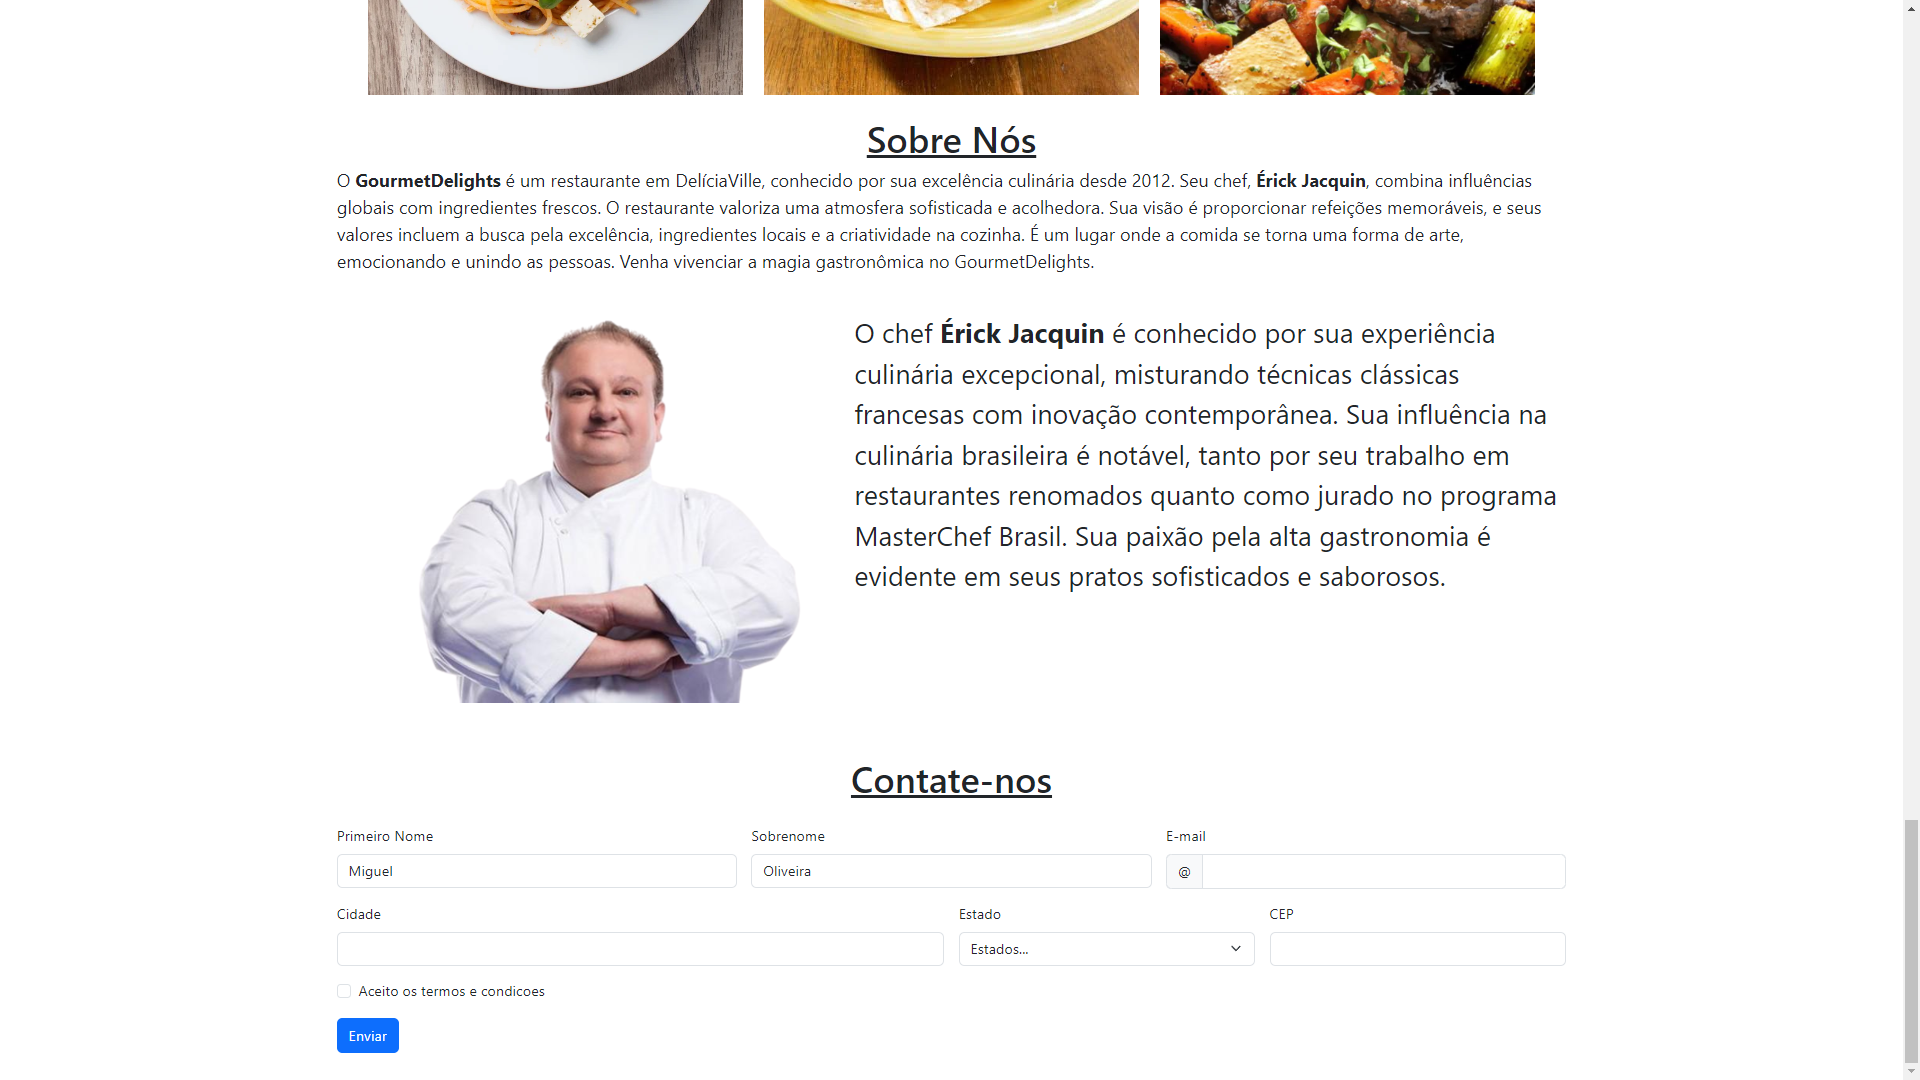 Sobre Nós
O GourmetDelights é um restaurante em DelíciaVille, conhecido por sua excelência culinária desde 2012. Seu chef, Érick Jacquin, combina influências
globais com ingredientes frescos. O restaurante valoriza uma atmosfera sofisticada e acolhedora. Sua visão é proporcionar refeições memoráveis, e seus
valores incluem a busca pela excelência, ingredientes locais e a criatividade na cozinha. É um lugar onde a comida se torna uma forma de arte,
emocionando e unindo as pessoas. Venha vivenciar a magia gastronômica no GourmetDelights.
O chef Érick Jacquin é conhecido por sua experiência
culinária excepcional, misturando técnicas clássicas
francesas com inovação contemporânea. Sua influência na
culinária brasileira é notável, tanto por seu trabalho em
restaurantes renomados quanto como jurado no programa
MasterChef Brasil. Sua paixão pela alta gastronomia é
evidente em seus pratos sofisticados e saborosos.
Contate-nos
Primeiro Nome Sobrenome E-mail
Miguel Oliveira @
Cidade Estado CEP
Estados...
Aceito os termos e condicoes
Enviar